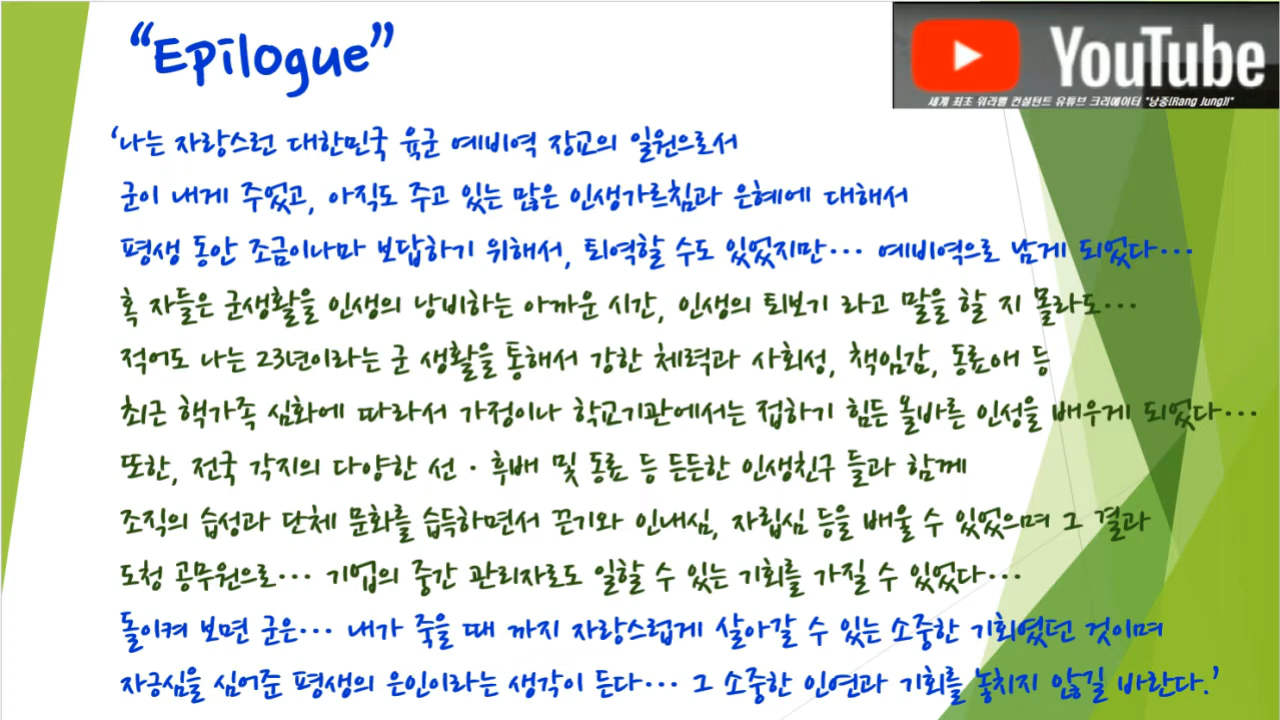 “Epilogue”
YouTube
세계 최초 워라밸 컨설턴트 유튜브 크리에이터 "낭중(Rang Jung)!"
‘나는 자랑스런 대한민국 육군 예비역 장교의 일원으로서
군이 내게 주었고, 아직도 주고 있는 많은 인생가르침과 은혜에 대해서
평생 동안 조금이나마 보답하기 위해서, 퇴역할 수도 있었지만… 예비역으로 남게 되었다…
혹 자들은 군생활을 인생의 낭비하는 아까운 시간, 인생의 퇴보기 라고 말을 할 지 몰라도…
적어도 나는 23년이라는 군 생활을 통해서 강한 체력과 사회성, 책임감, 동료애 등
최근 핵가족 심화에 따라서 가정이나 학교기관에서는 접하기 힘든 올바른 인성을 배우게 되었다…
또한, 전국 각지의 다양한 선·후배 및 동료 등 든든한 인생친구 들과 함께
조직의 습성과 단체 문화를 습득하면서 끈기와 인내심, 자립심 등을 배울 수 있었으며 그 결과
도청 공무원으로… 기업의 중간 관리자로도 일할 수 있는 기회를 가질 수 있었다…
돌이켜 보면 군은… 내가 죽을 때 까지 자랑스럽게 살아갈 수 있는 소중한 기회였던 것이며
자긍심을 심어준 평생의 은인이라는 생각이 든다… 그 소중한 인연과 기회를 놓치지 않길 바란다.’